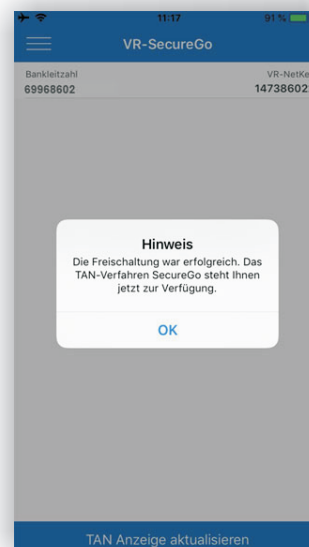 11:17
91 %
VR-SecureGo
Bankleitzahl VR-NetKe
69968602 14738602
Hinweis
Die Freischaltung war erfolgreich. Das
TAN-Verfahren SecureGo steht Ihnen
jetzt zur Verfügung.
OK
TAN Anzeige aktualisieren